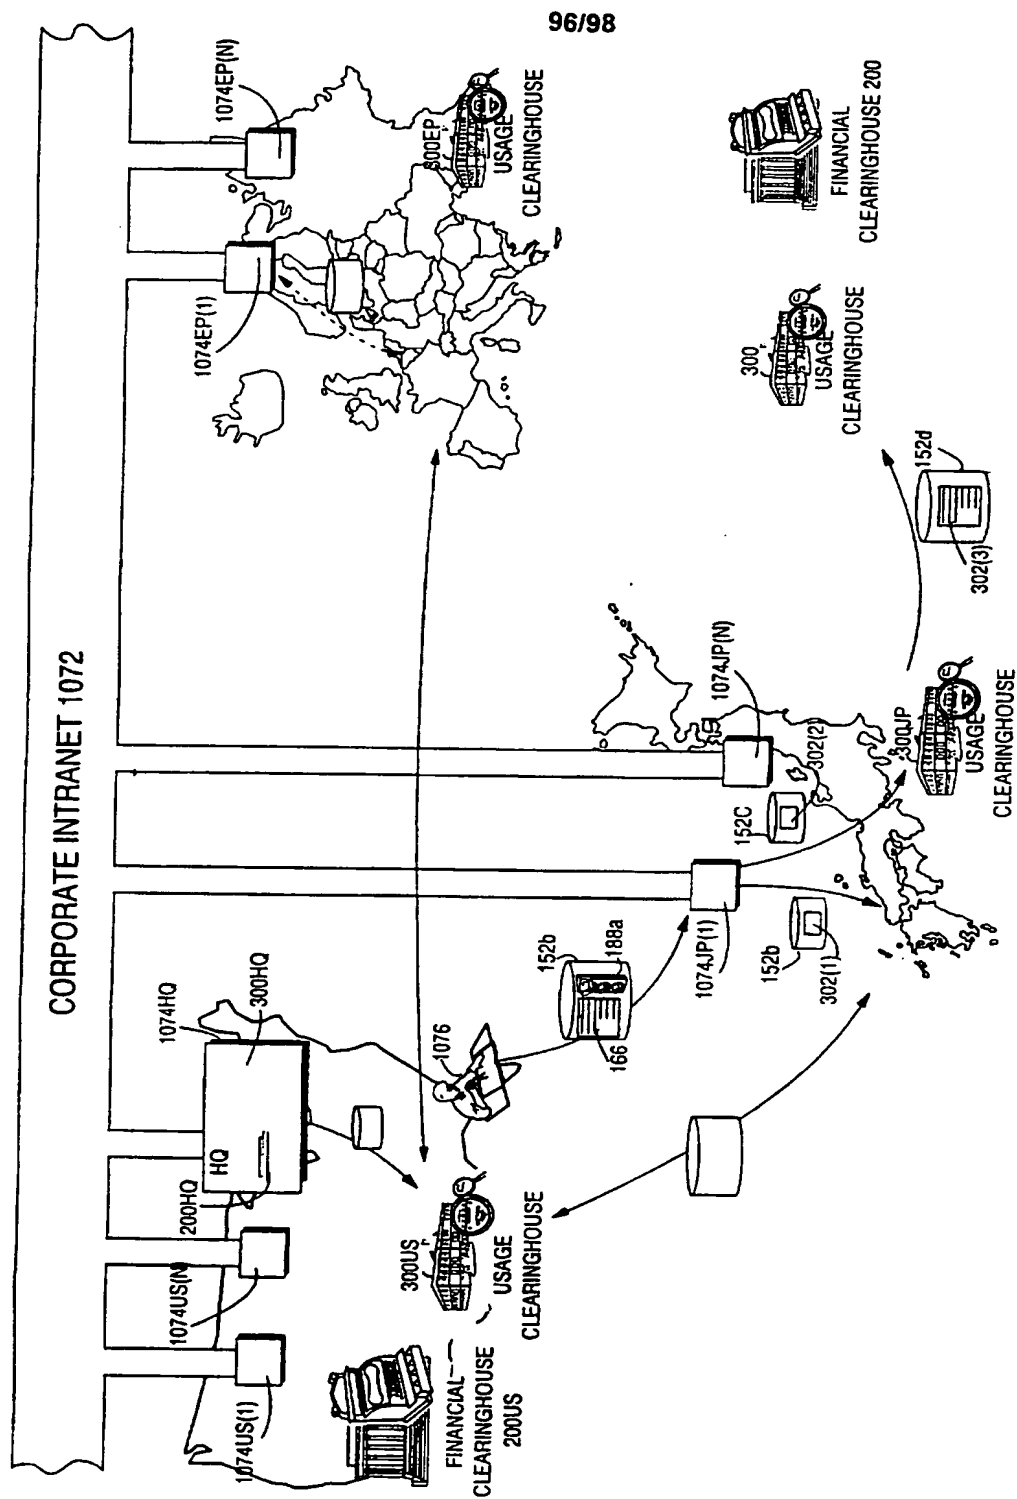 96/98
CORPORATE INTRANET 1072
1074US(1)
1074US(N
200HQ
HQ
1074HQ
300HQ
1074EP(1)
1074EP(N)
300EP
USAGE
CLEARINGHOUSE
FINANCIAL
CLEARINGHOUSE
200US
300US
USAGE
CLEARINGHOUSE
1076
152b
188a
166
1074JP(1)
1074JP(N)
152C
302(2)
152b
302(1)
300JP
USAGE
CLEARINGHOUSE
152d
302(3)
300
USAGE
CLEARINGHOUSE
FINANCIAL
CLEARINGHOUSE 200